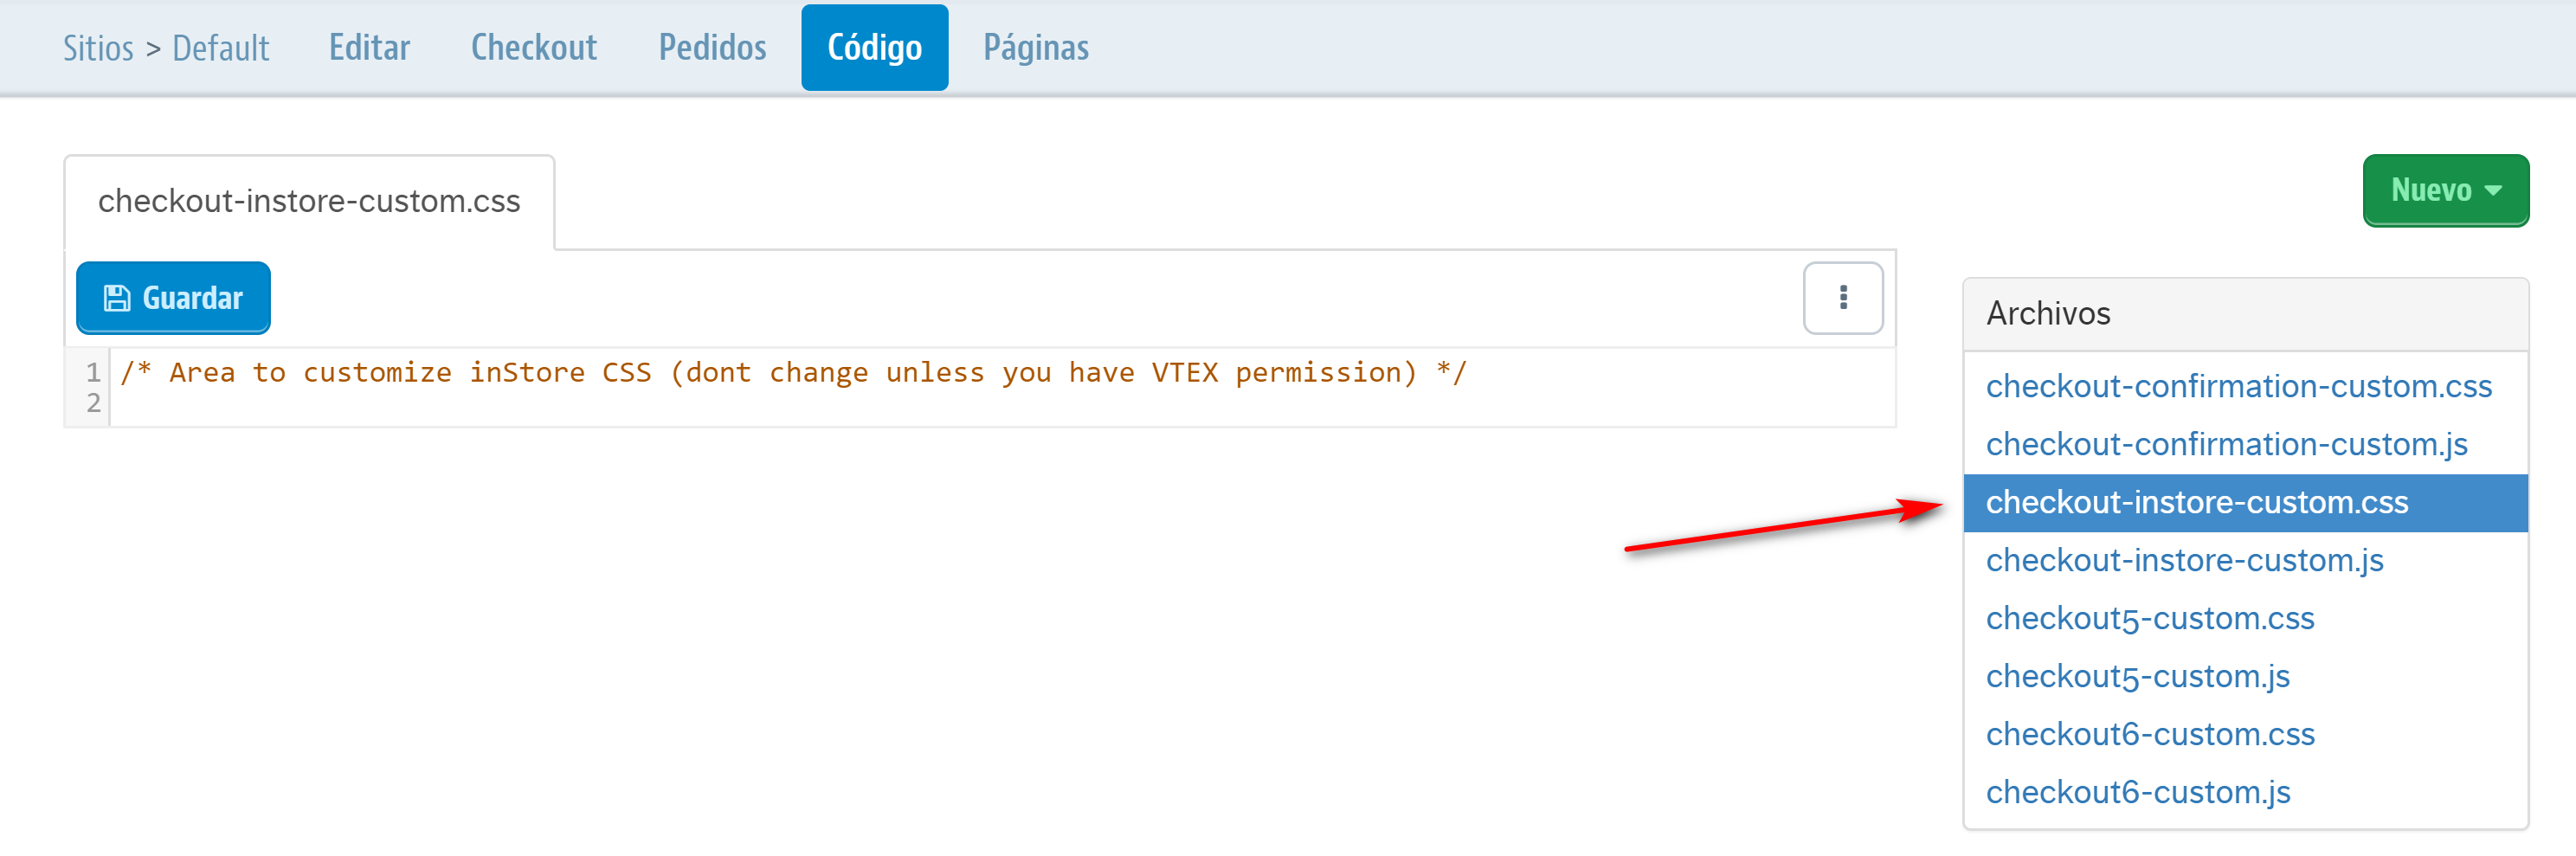 Sitios > Default Editar Checkout Pedidos Código Páginas
checkout-instore-custom.css
Nuevo
Guardar
1 /* Area to customize inStore CSS (dont change unless you have VTEX permission) */
2
Archivos
checkout-confirmation-custom.css
checkout-confirmation-custom.js
checkout-instore-custom.css
checkout-instore-custom.js
checkout5-custom.css
checkout5-custom.js
checkout6-custom.css
checkout6-custom.js